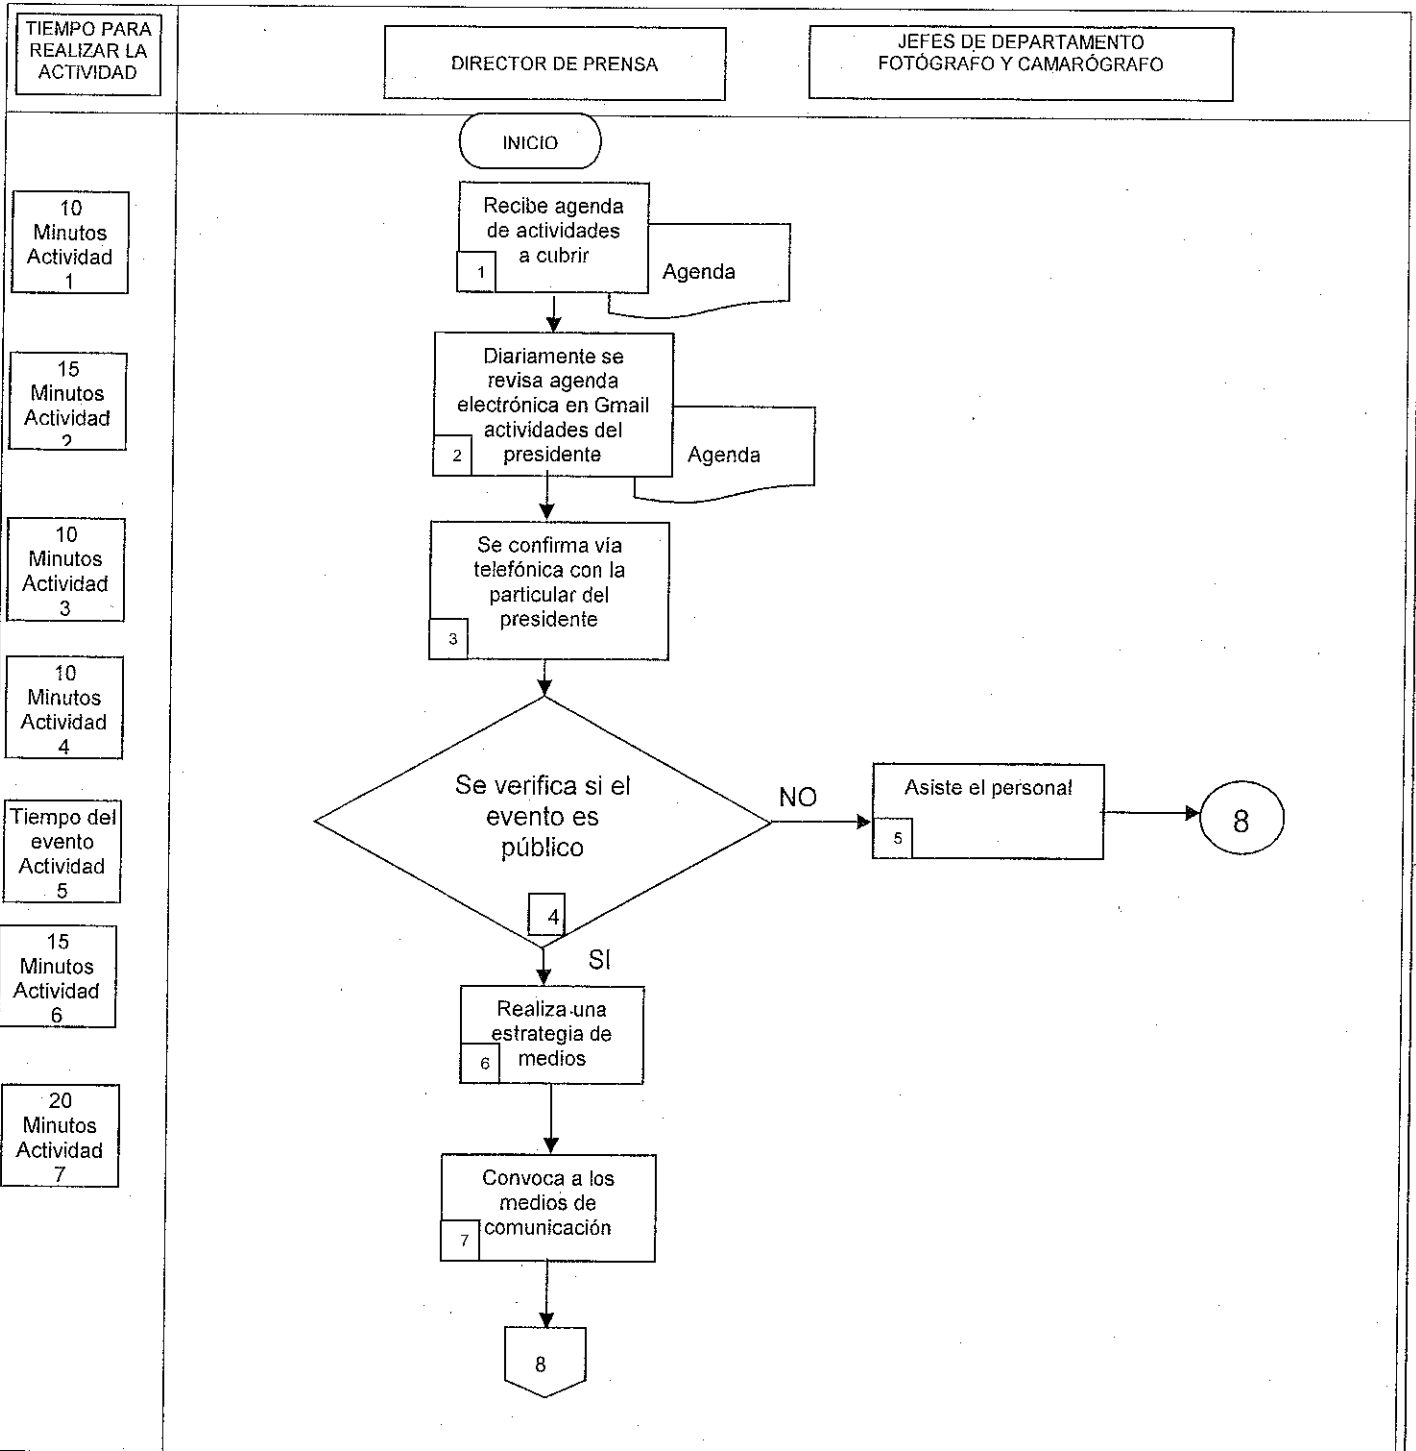 TIEMPO PARA
REALIZAR LA
ACTIVIDAD
DIRECTOR DE PRENSA
JEFES DE DEPARTAMENTO
FOTÓGRAFO Y CAMARÓGRAFO
INICIO
10
Minutos
Actividad
1
Recibe agenda
de actividades
a cubrir
1
Agenda
15
Minutos
Actividad
2
Diariamente se
revisa agenda
electrónica en Gmail
actividades del
presidente
2
Agenda
10
Minutos
Actividad
3
Se confirma vía
telefónica con la
particular del
presidente
3
10
Minutos
Actividad
4
Se verifica si el
evento es
público
4
NO
Asiste el personal
5
8
Tiempo del
evento
Actividad
5
SI
15
Minutos
Actividad
6
Realiza una
estrategia de
medios
6
20
Minutos
Actividad
7
Convoca a los
medios de
comunicación
7
8